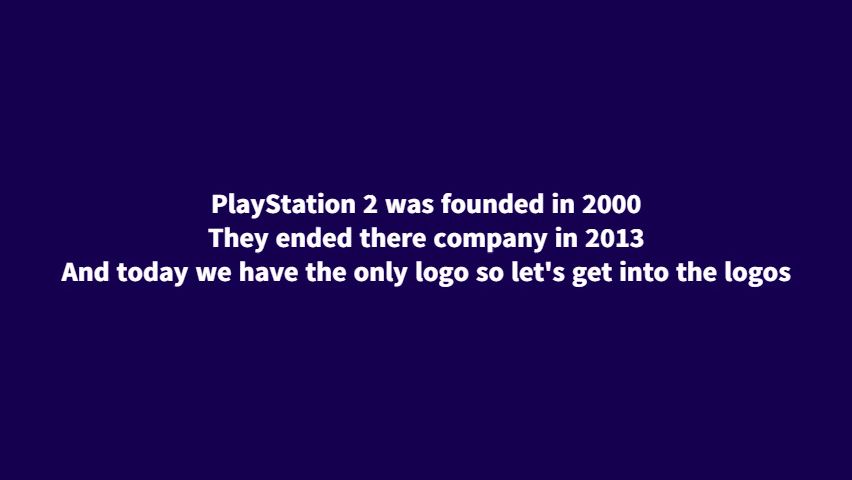 PlayStation 2 was founded in 2000
They ended there company in 2013
And today we have the only logo so let's get into the logos